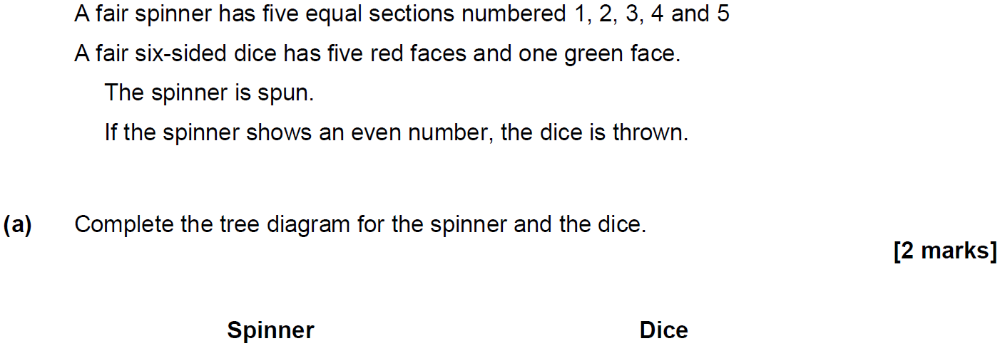 A fair spinner has five equal sections numbered 1, 2, 3, 4 and 5
A fair six-sided dice has five red faces and one green face.
The spinner is spun.
If the spinner shows an even number, the dice is thrown.
(a) Complete the tree diagram for the spinner and the dice.
[2 marks]
Spinner Dice